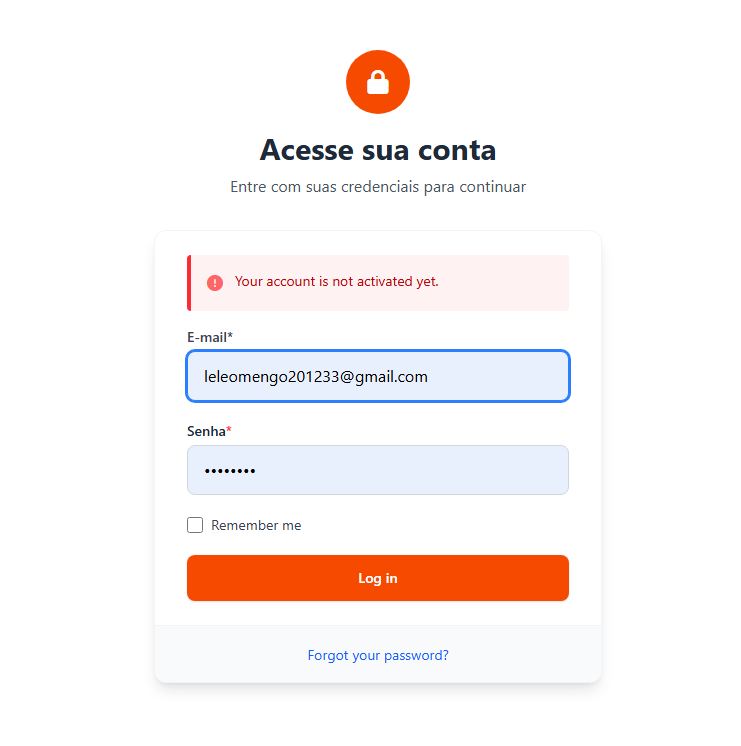 Acesse sua conta
Entre com suas credenciais para continuar
Your account is not activated yet.
E-mail*
leleomengo201233@gmail.com
Senha*
••••••••
Remember me
Log in
Forgot your password?